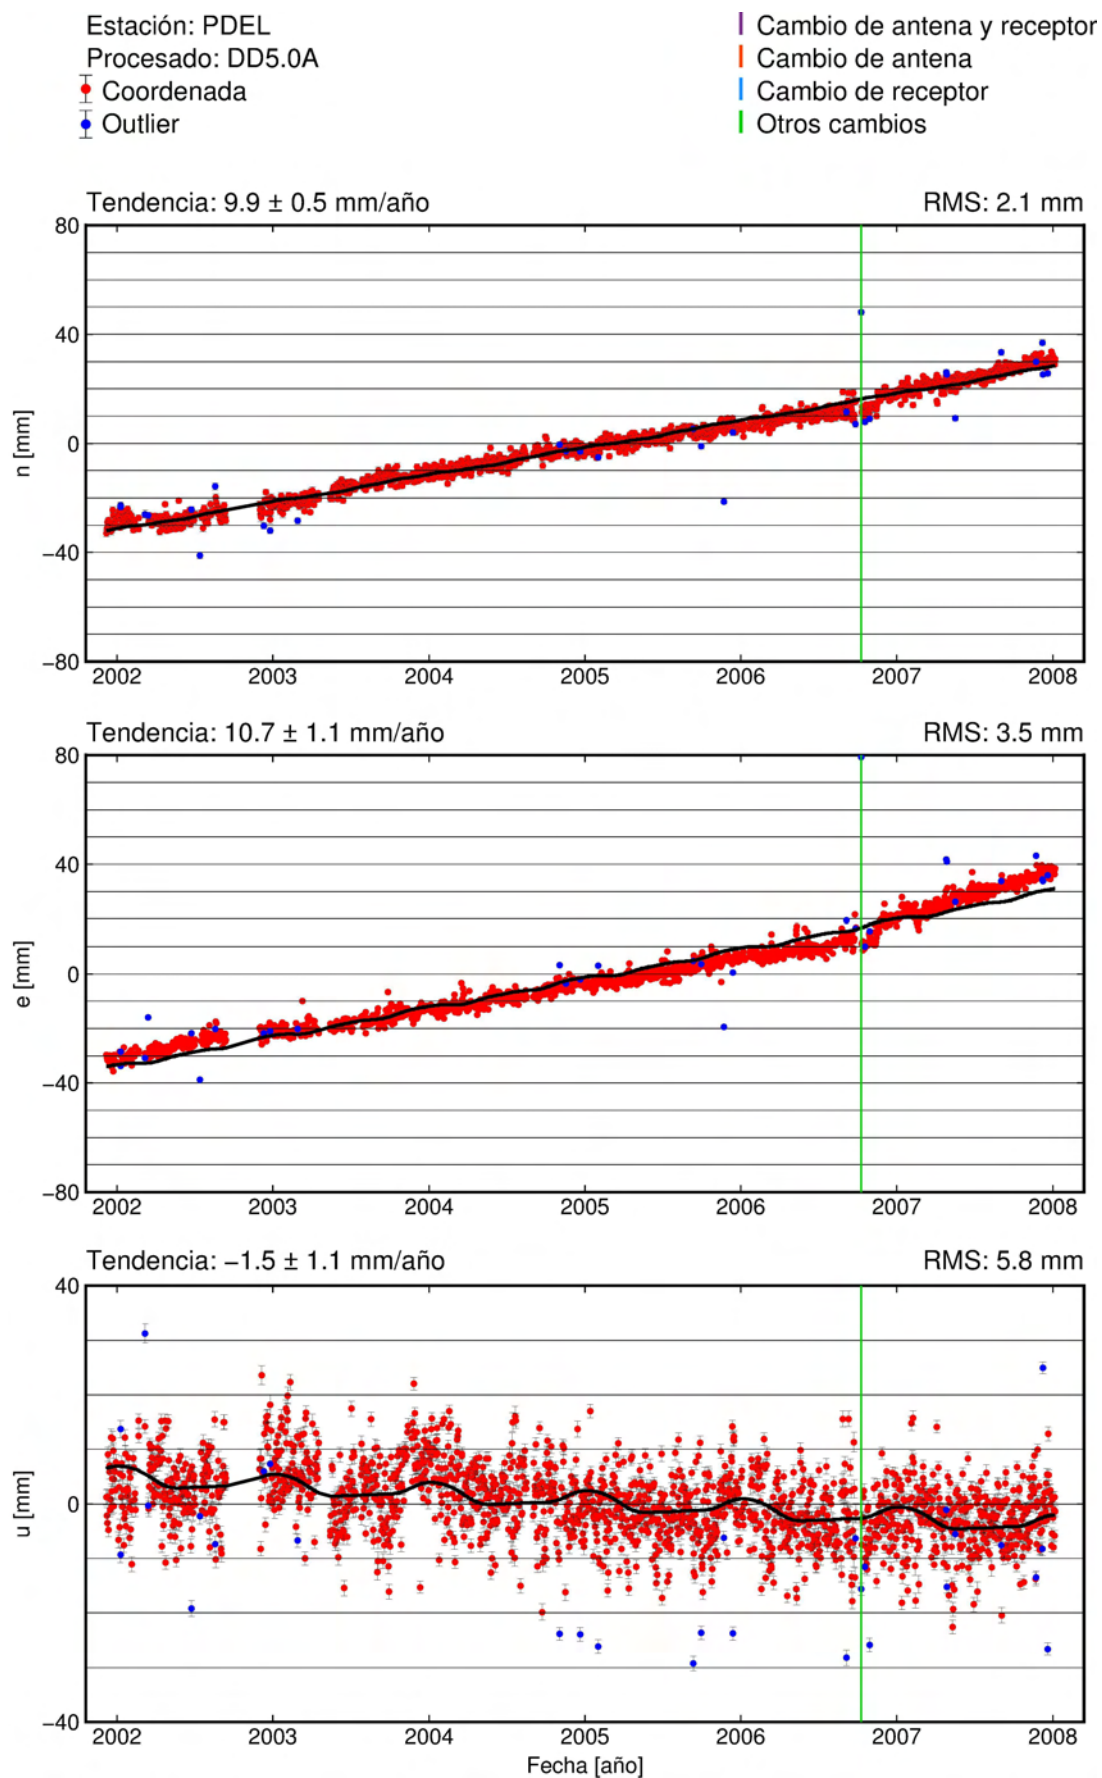 Estación: PDEL
Procesado: DD5.0A
Coordenada
Outlier
Cambio de antena y receptor
Cambio de antena
Cambio de receptor
Otros cambios
Tendencia: 9.9 ± 0.5 mm/año RMS: 2.1 mm
80
40
0
−40
−80
n [mm]
2002 2003 2004 2005 2006 2007 2008
Tendencia: 10.7 ± 1.1 mm/año RMS: 3.5 mm
80
40
0
−40
−80
e [mm]
2002 2003 2004 2005 2006 2007 2008
Tendencia: −1.5 ± 1.1 mm/año RMS: 5.8 mm
40
0
−40
u [mm]
2002 2003 2004 2005 2006 2007 2008
Fecha [año]